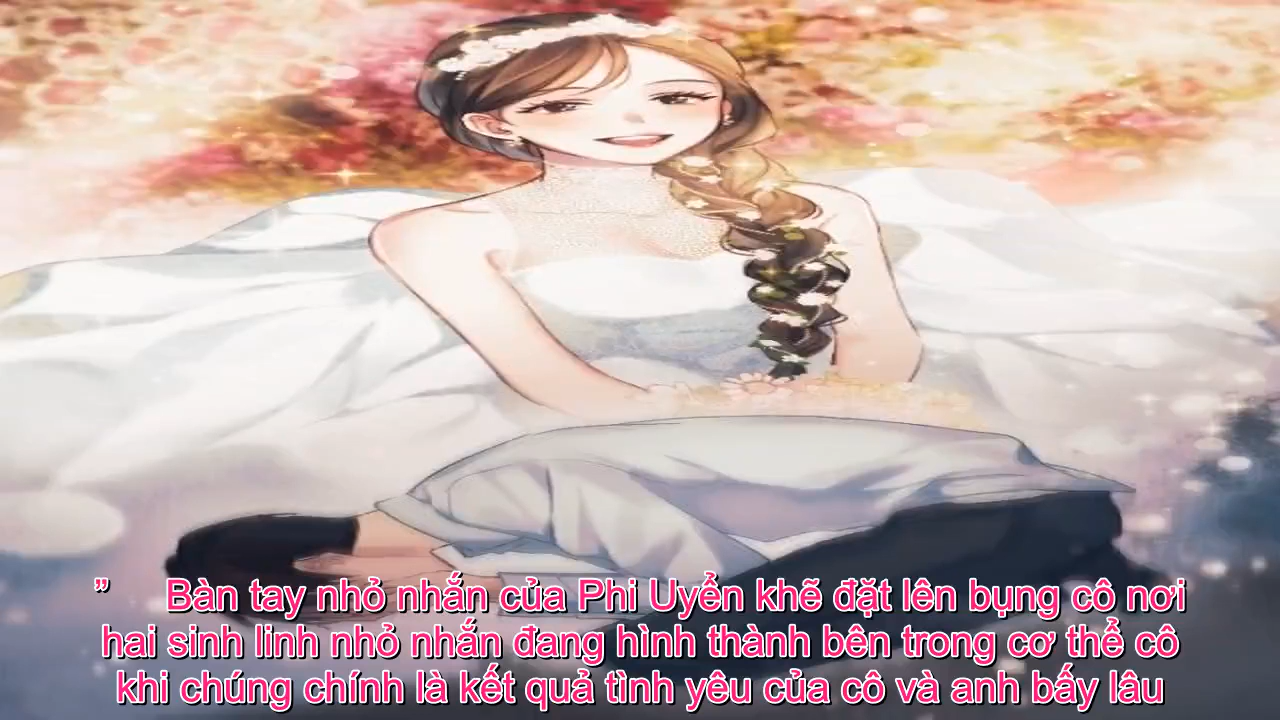 ” Bàn tay nhỏ nhắn của Phi Uyển khẽ đặt lên bụng cô nơi
hai sinh linh nhỏ nhắn đang hình thành bên trong cơ thể cô
khi chúng chính là kết quả tình yêu của cô và anh bấy lâu